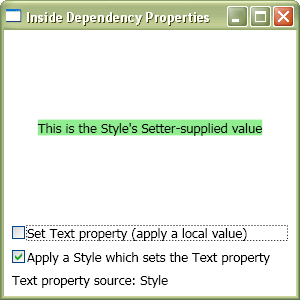 Inside Dependency Properties
This is the Style's Setter-supplied value
Set Text property (apply a local value)
Apply a Style which sets the Text property
Text property source: Style